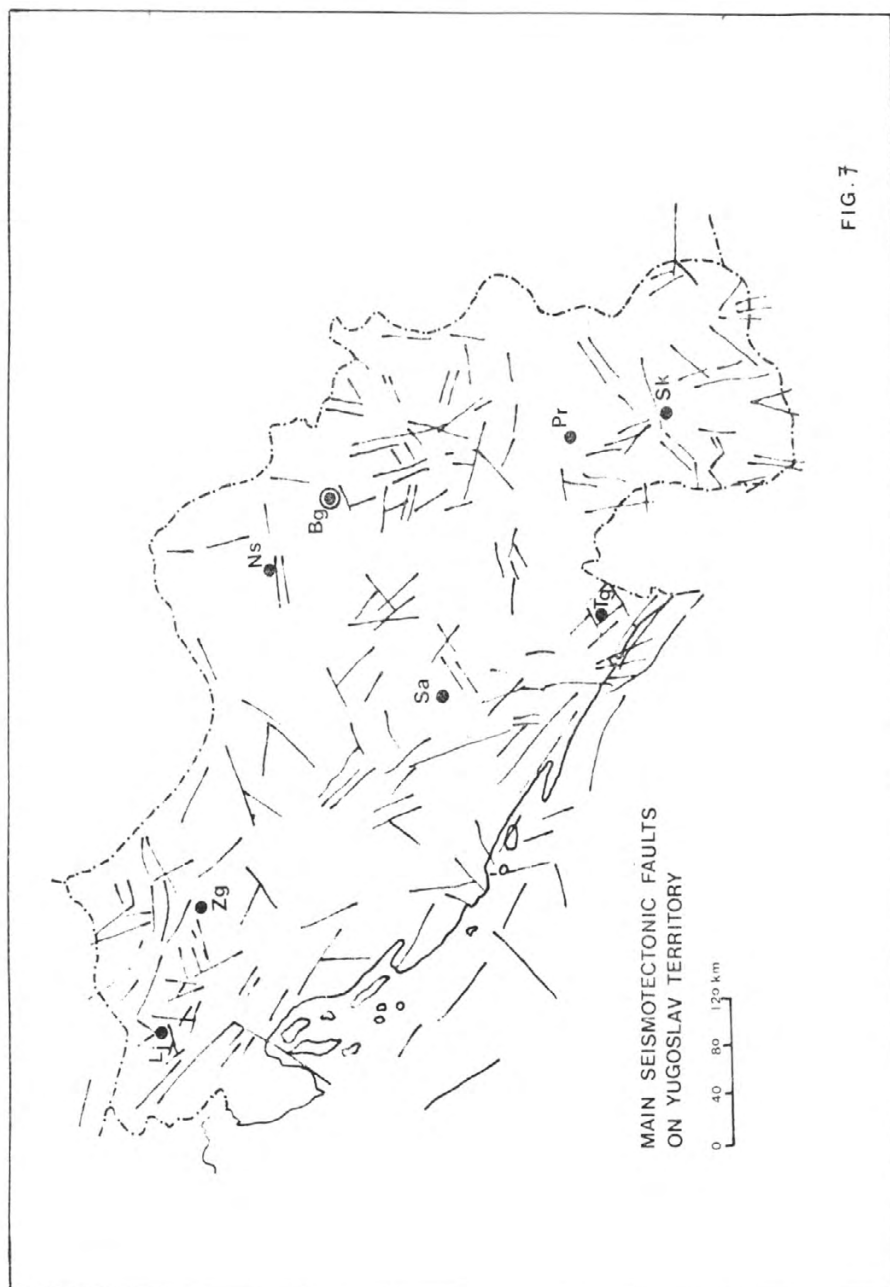 Lj
Zg
Ns
Bg
Sa
Tg
Pr
Sk
MAIN SEISMOTECTONIC FAULTS
ON YUGOSLAV TERRITORY
0 40 80 120 km
FIG. 7